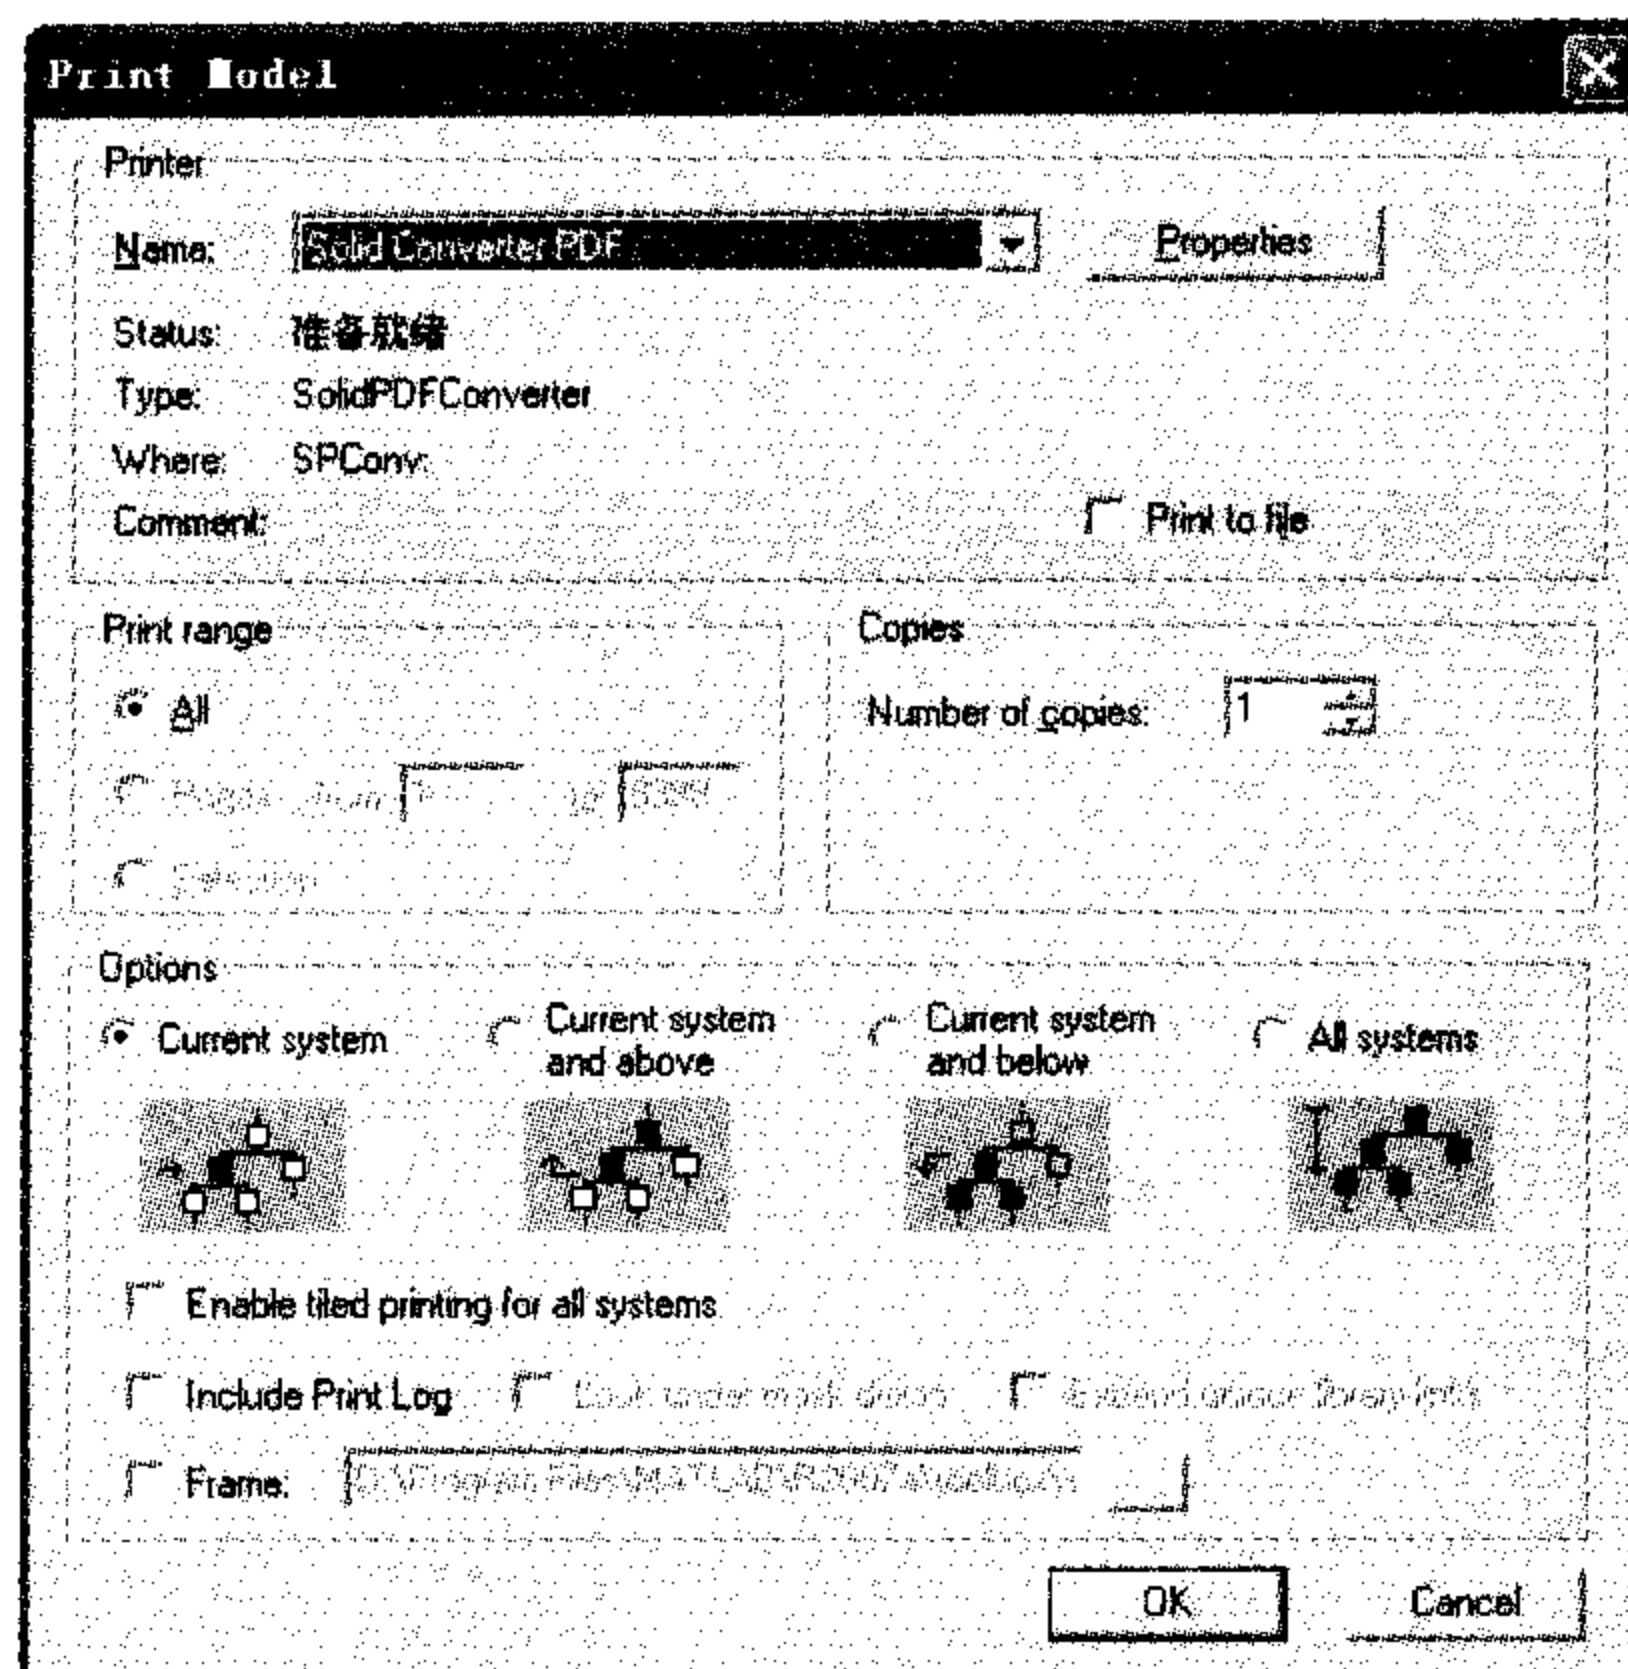 Print Model
Printer
Name: Solid Converter PDF Properties
Status: 准备就绪
Type: SolidPDFConverter
Where: SPConv:
Comment: Print to file
Print range
Copies
All
Number of copies: 1
Options
Current system
Current system
and above
Current system
and below
All systems
Enable tiled printing for all systems
Include Print Log
Frame:
OK Cancel